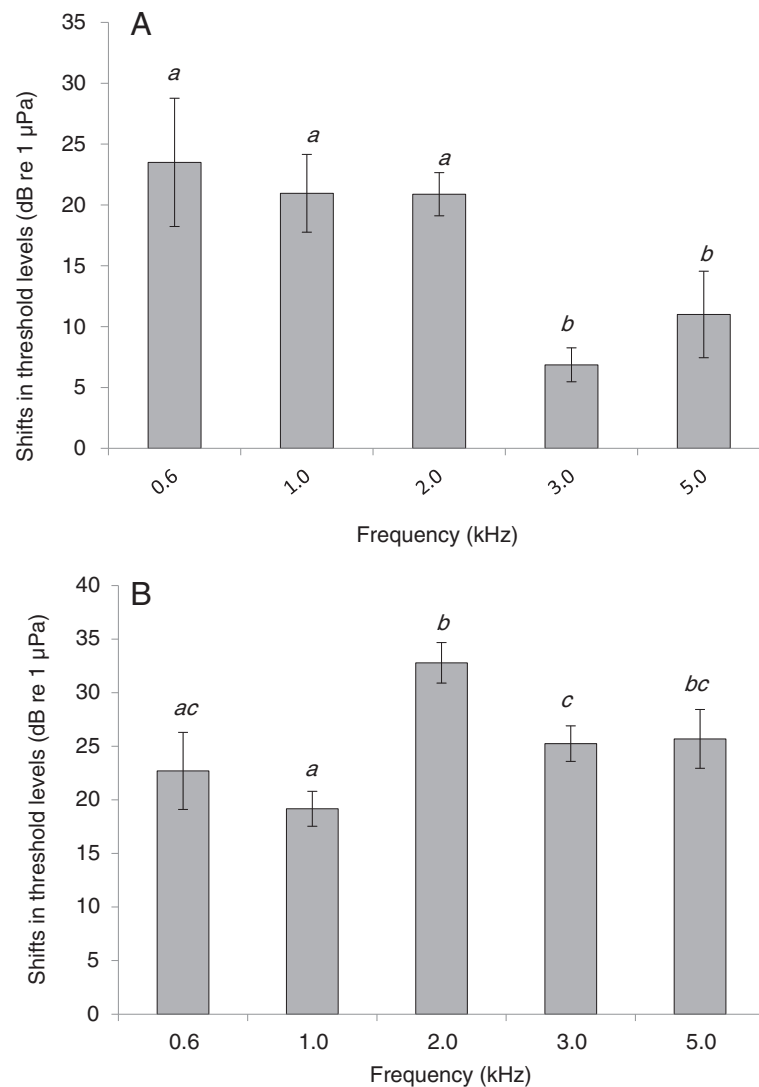 A
35
30
25
20
15
10
5
0
Shifts in threshold levels (dB re 1 µPa)
a
a
a
b
b
0.6 1.0 2.0 3.0 5.0
Frequency (kHz)
B
40
35
30
25
20
15
10
5
0
Shifts in threshold levels (dB re 1 µPa)
ac
a
b
c
bc
0.6 1.0 2.0 3.0 5.0
Frequency (kHz)